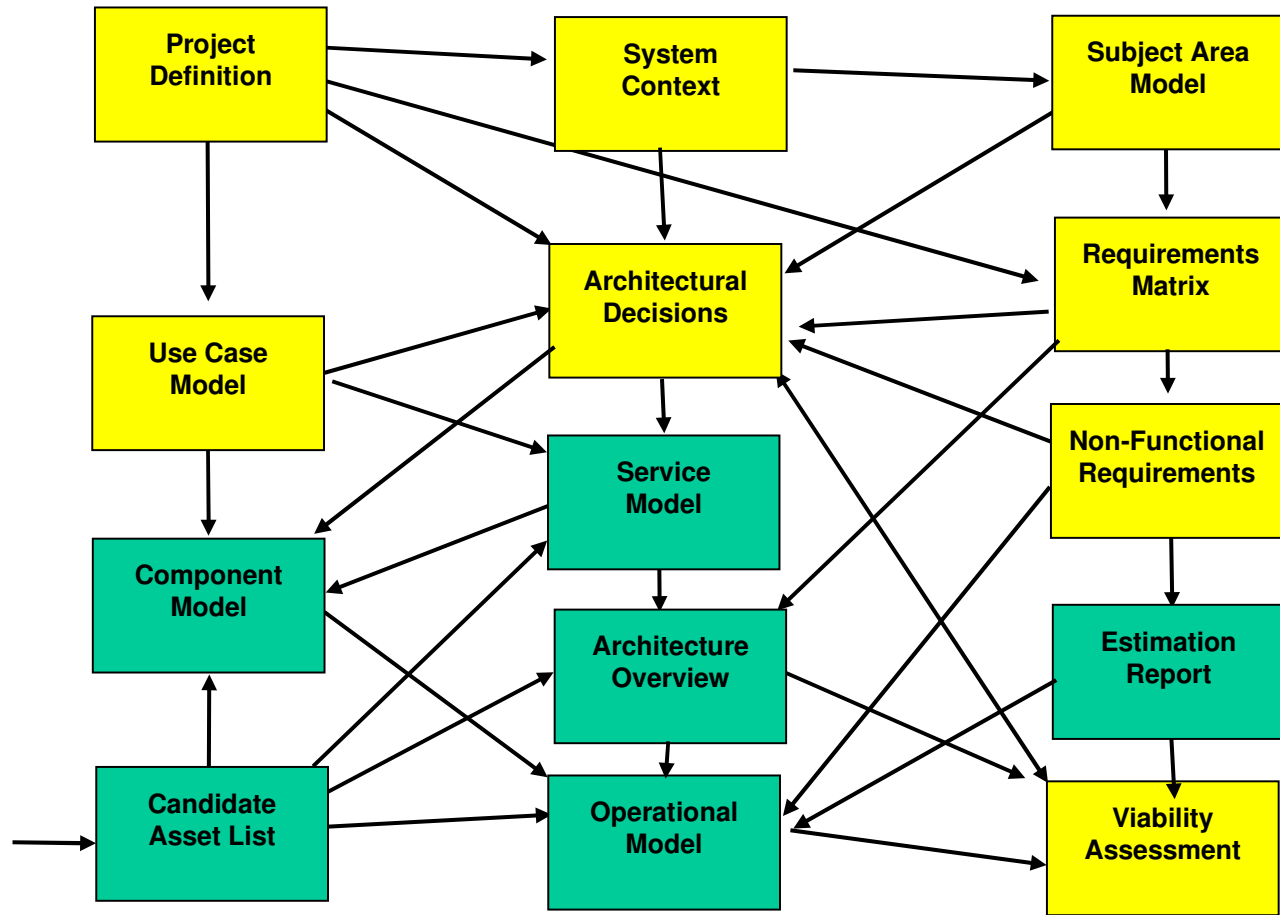 Project
Definition
System
Context
Subject Area
Model
Architectural
Decisions
Requirements
Matrix
Use Case
Model
Service
Model
Non-Functional
Requirements
Component
Model
Architecture
Overview
Estimation
Report
Candidate
Asset List
Operational
Model
Viability
Assessment